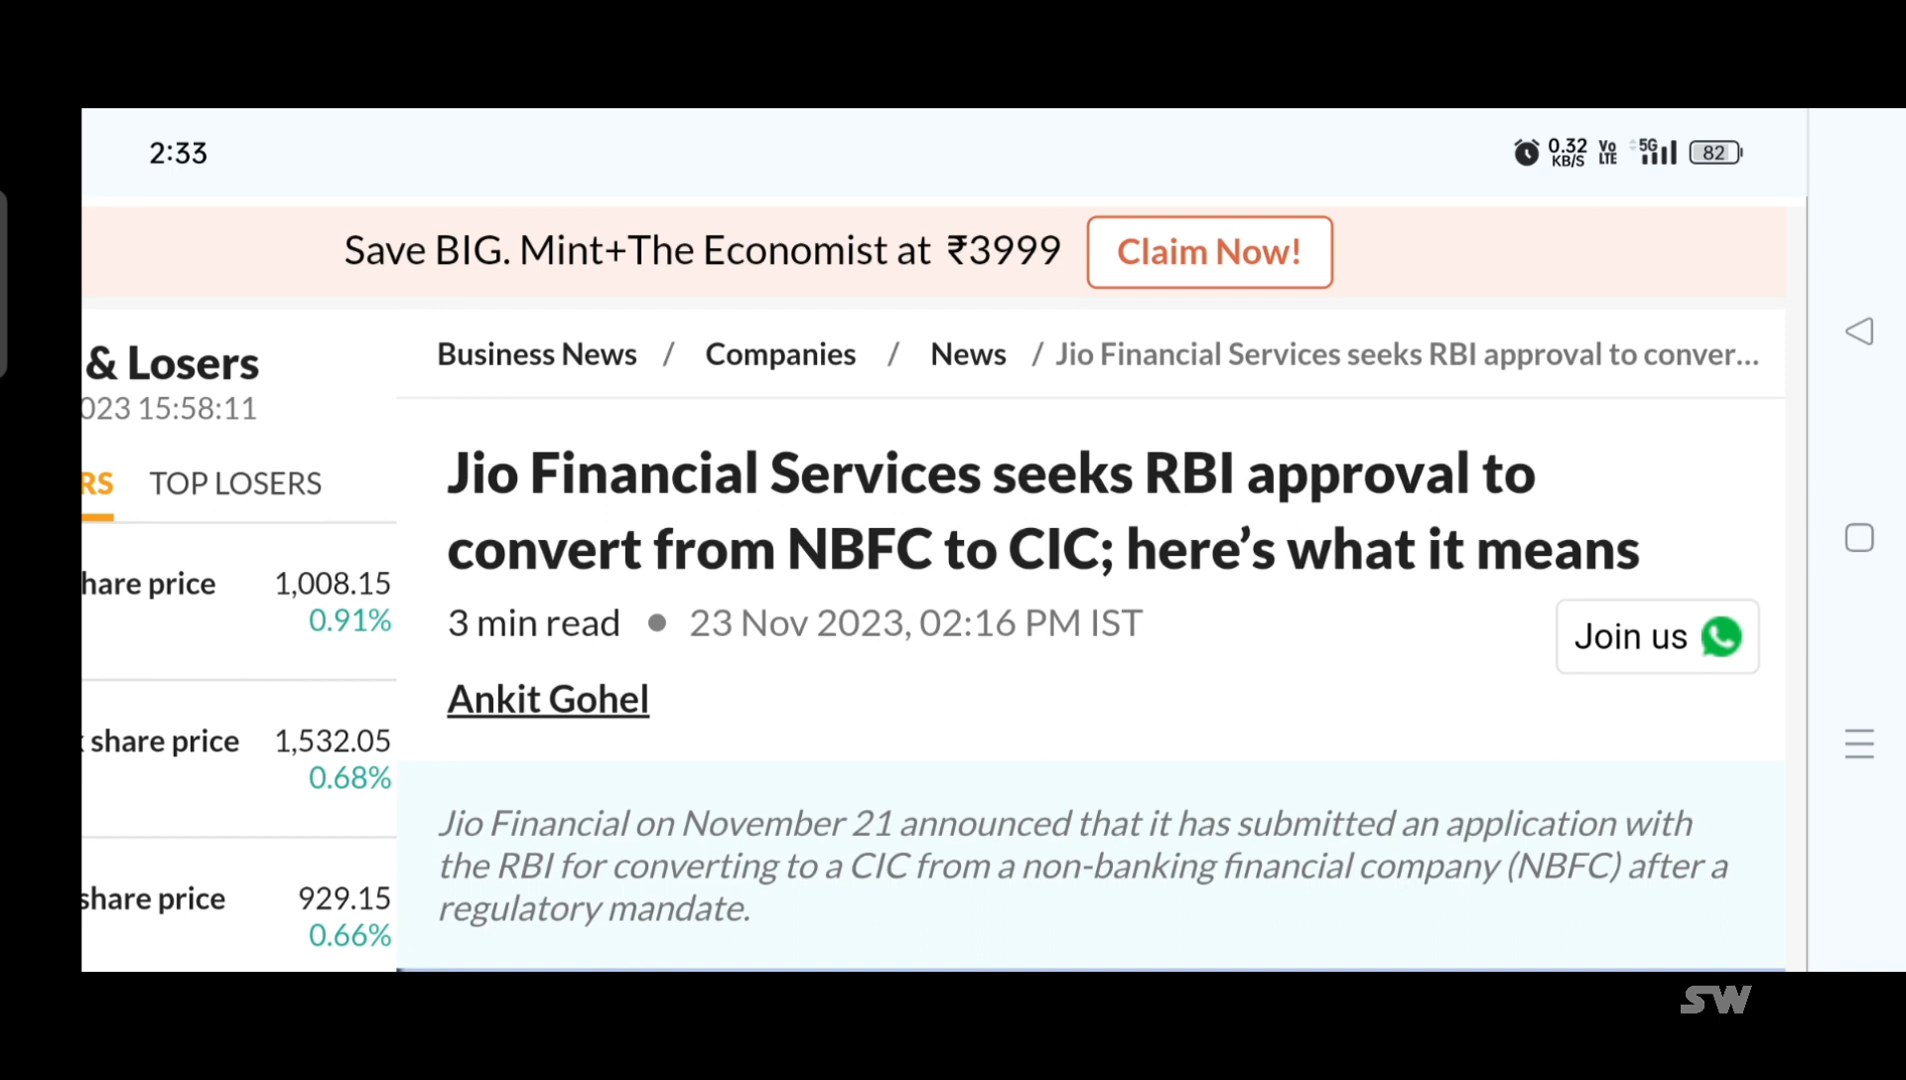 2:33
0.32 KB/S Vo LTE 5G 82
Save BIG. Mint+The Economist at ₹3999 Claim Now!
& Losers
023 15:58:11
RS TOP LOSERS
hare price 1,008.15
0.91%
share price 1,532.05
0.68%
share price 929.15
0.66%
Business News / Companies / News / Jio Financial Services seeks RBI approval to conver...
Jio Financial Services seeks RBI approval to
convert from NBFC to CIC; here's what it means
3 min read • 23 Nov 2023, 02:16 PM IST
Join us
Ankit Gohel
Jio Financial on November 21 announced that it has submitted an application with
the RBI for converting to a CIC from a non-banking financial company (NBFC) after a
regulatory mandate.
SW